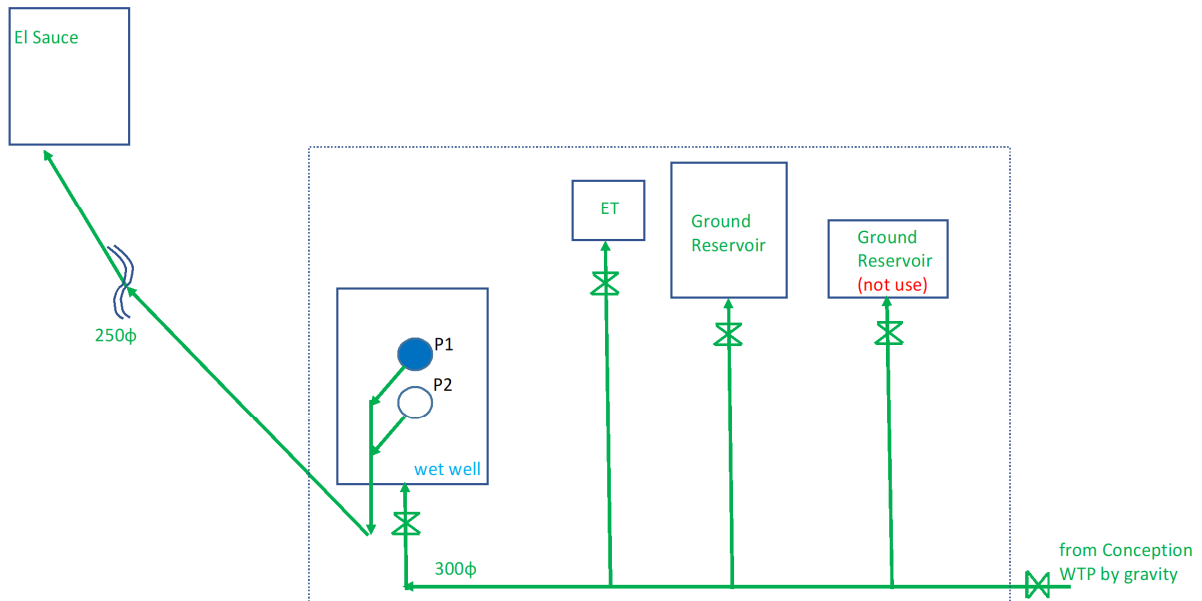 El Sauce
250ϕ
P1
P2
wet well
ET
Ground
Reservoir
Ground
Reservoir
(not use)
300ϕ
from Conception
WTP by gravity